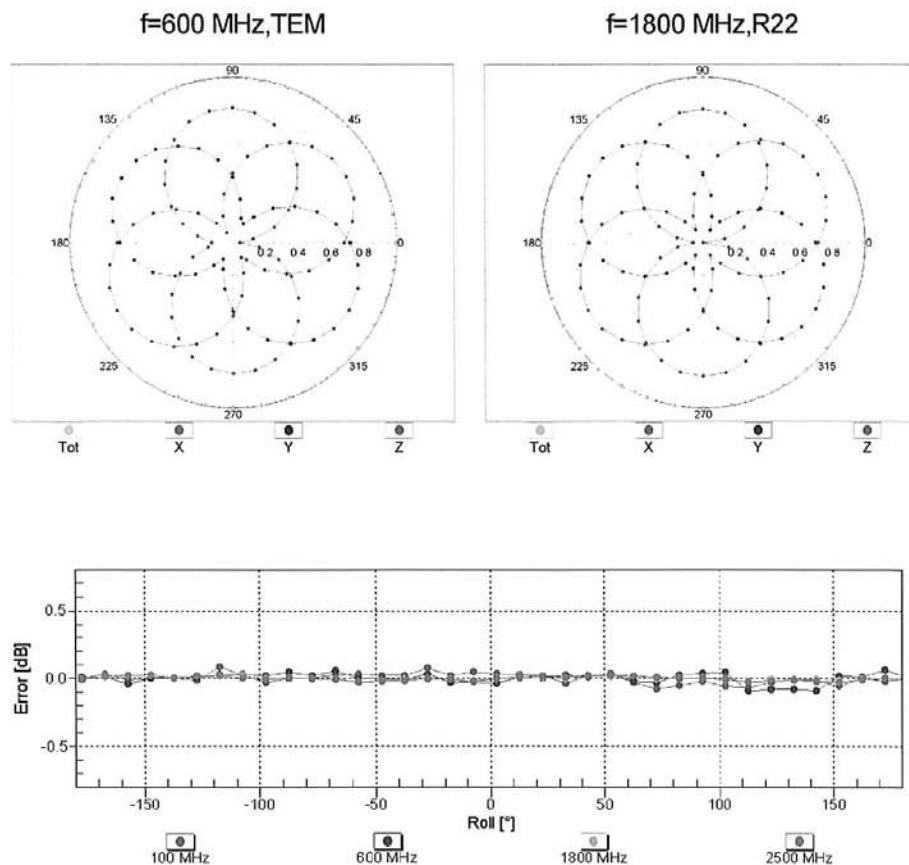 f=600 MHz,TEM
f=1800 MHz,R22
90
135
45
180
0.2
0.4
0.6
0.8
0
225
315
270
Tot
X
Y
Z
90
135
45
180
0.2
0.4
0.6
0.8
0
225
315
270
Tot
X
Y
Z
Error [dB]
0.5
0.0
-0.5
-150
-100
-50
0
50
100
150
Roll [°]
100 MHz
600 MHz
1800 MHz
2500 MHz